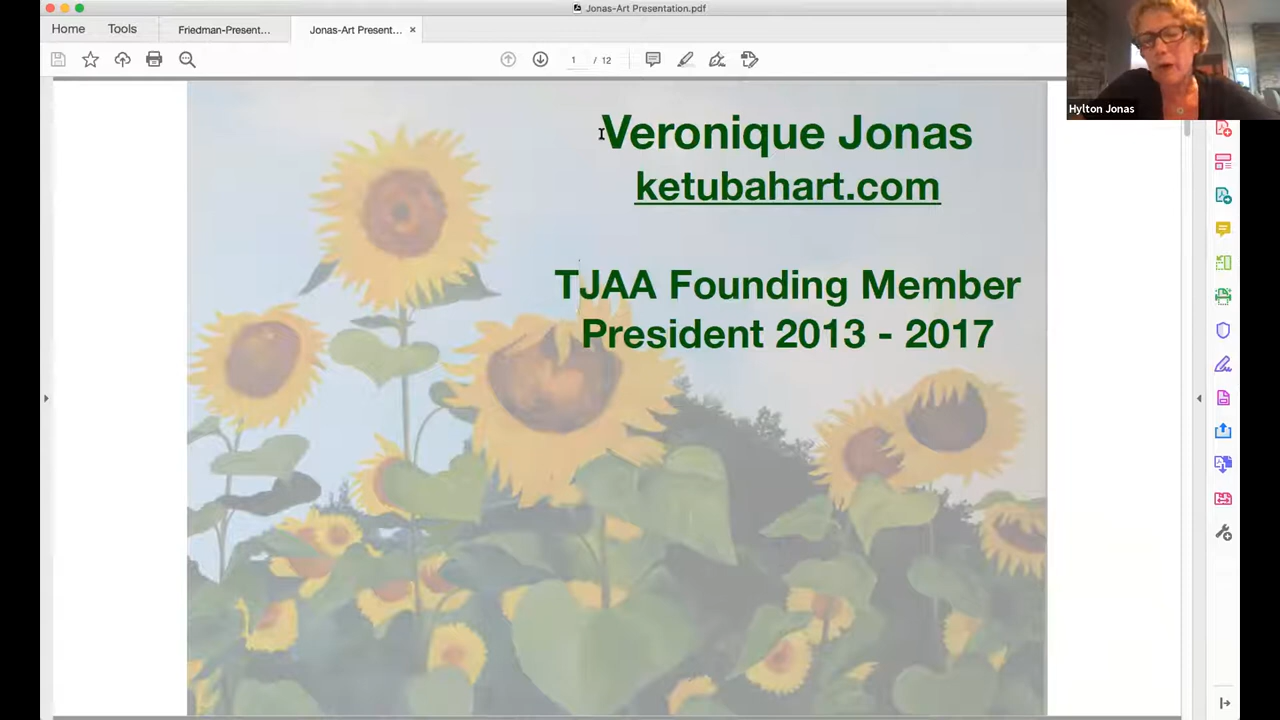 Jonas-Art Presentation.pdf
Home
Tools
Friedman-Present...
Jonas-Art Present... ×
1 / 12
Hylton Jonas
Veronique Jonas
ketubahart.com
TJAA Founding Member
President 2013 - 2017